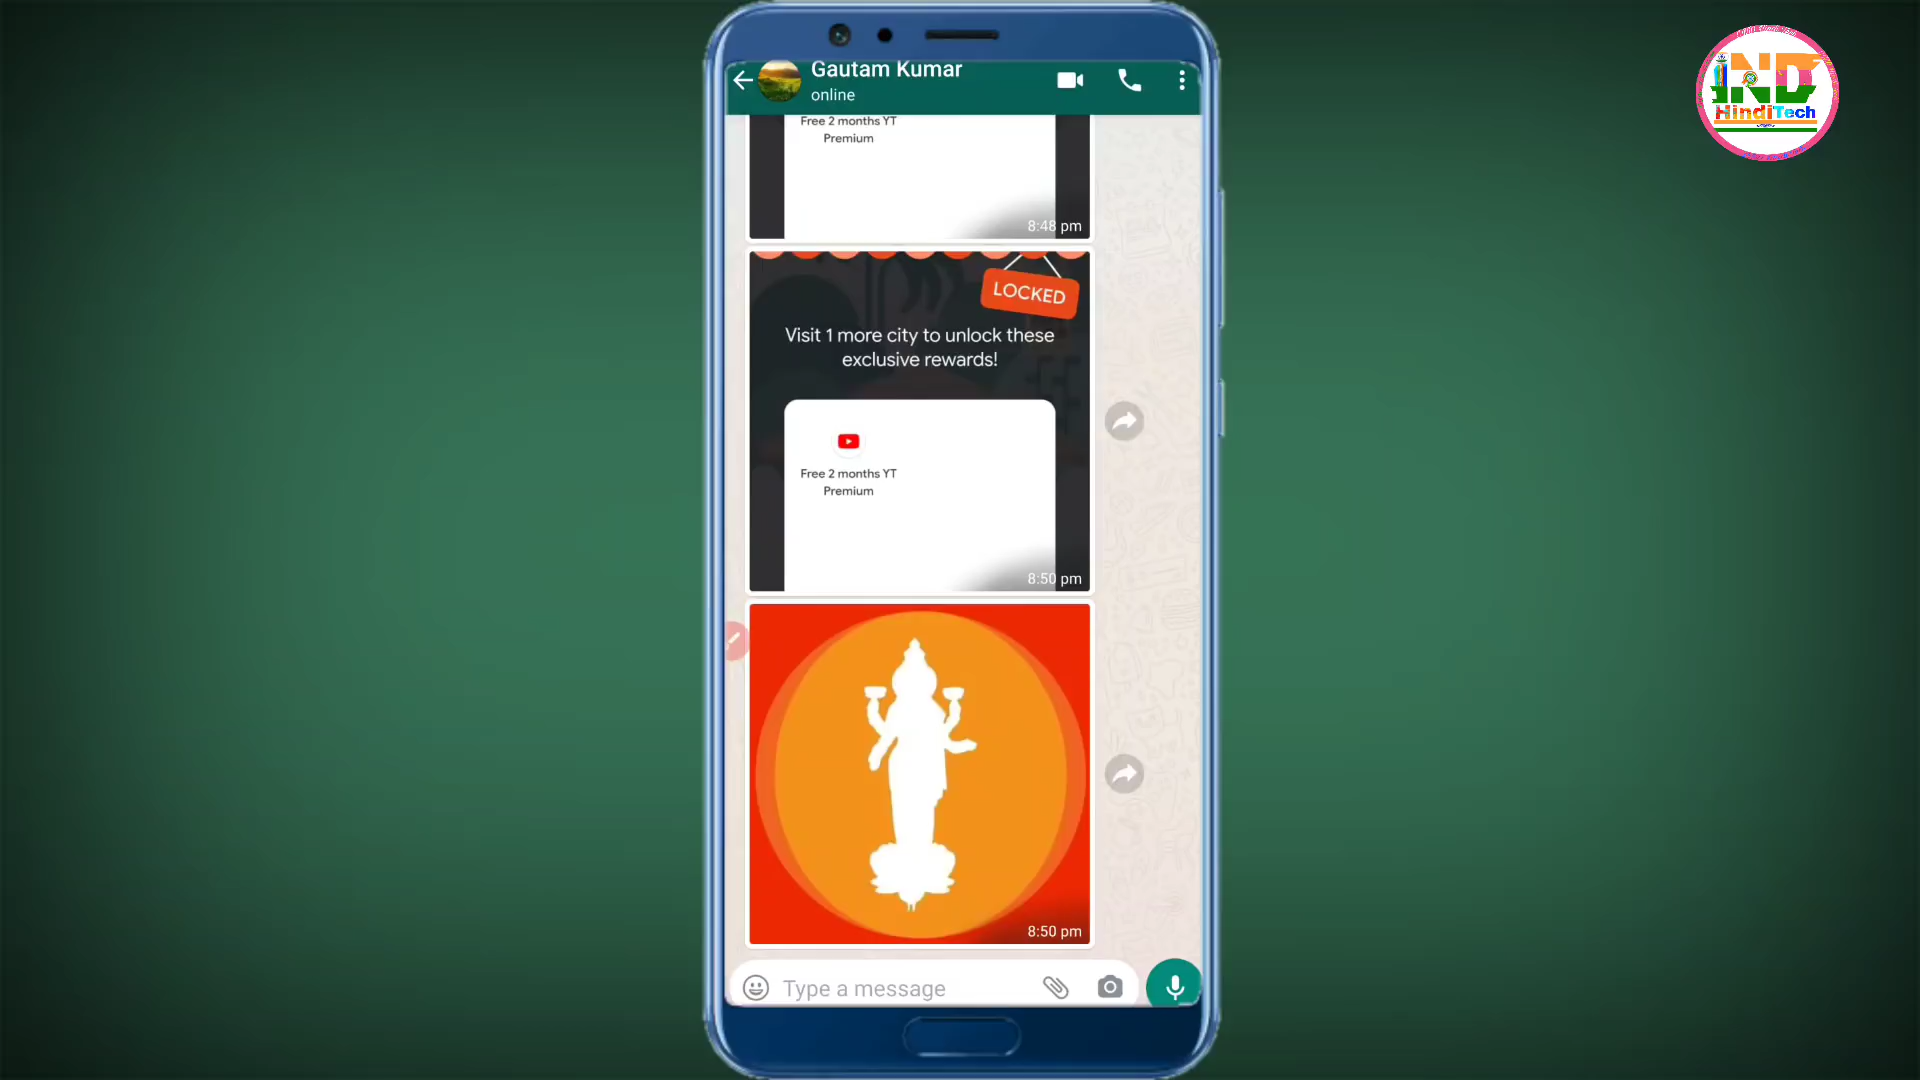 Gautam Kumar
online
Free 2 months YT
Premium
8:48 pm
LOCKED
Visit 1 more city to unlock these
exclusive rewards!
Free 2 months YT
Premium
8:50 pm
8:50 pm
Type a message
IND
HindiTech